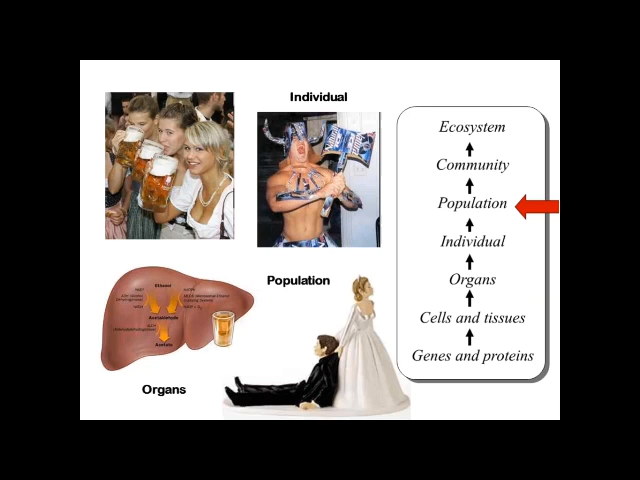 Individual
Ecosystem
Community
Population
Individual
Organs
Cells and tissues
Genes and proteins
Population
Ethanol
Acetaldehyde
Acetate
Organs